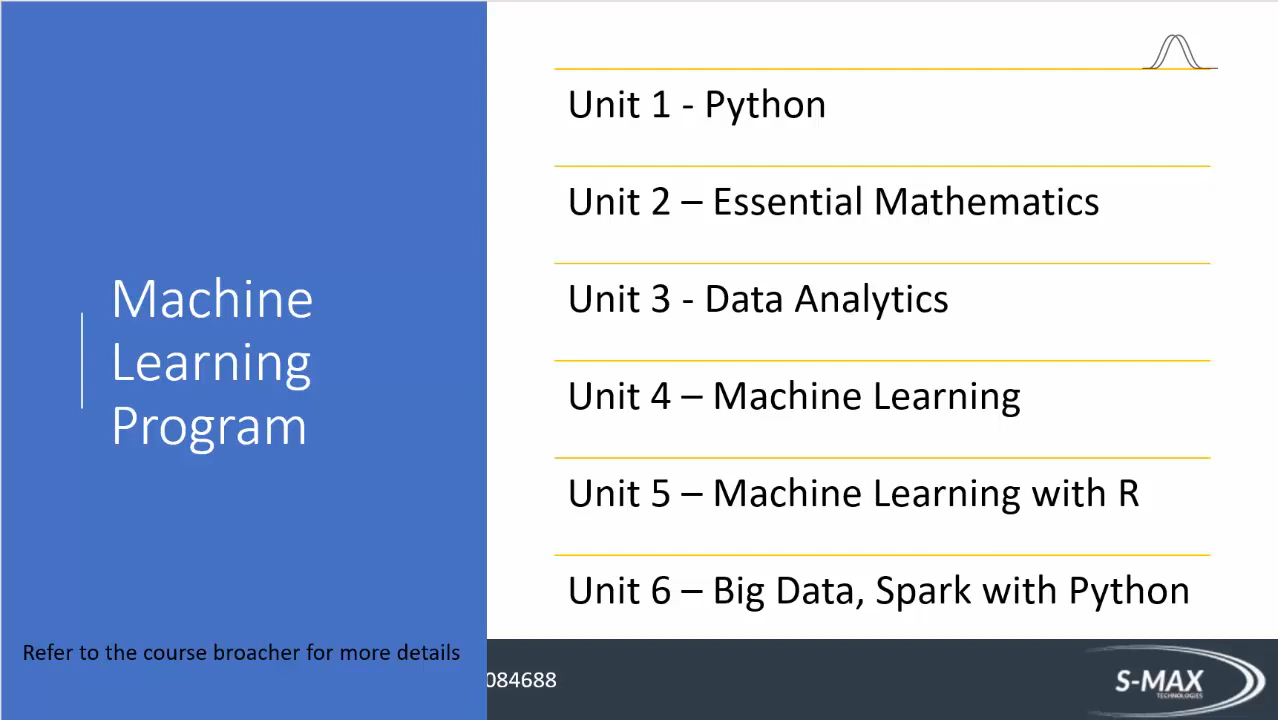 Machine
Learning
Program
Unit 1 - Python
Unit 2 – Essential Mathematics
Unit 3 - Data Analytics
Unit 4 – Machine Learning
Unit 5 – Machine Learning with R
Unit 6 – Big Data, Spark with Python
Refer to the course broacher for more details
084688
S-MAX
TECHNOLOGIES